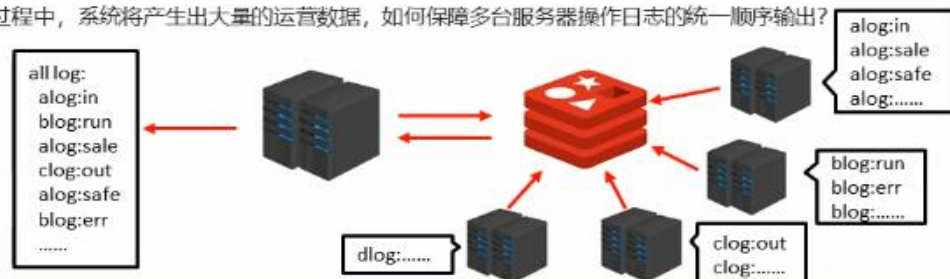 过程中，系统将产生出大量的运营数据，如何保障多台服务器操作日志的统一顺序输出?
all log:
alog:in
blog:run
alog:sale
clog:out
alog:safe
blog:err
......
alog:in
alog:sale
alog:safe
alog:......
blog:run
blog:err
blog:......
dlog:......
clog:out
clog:......